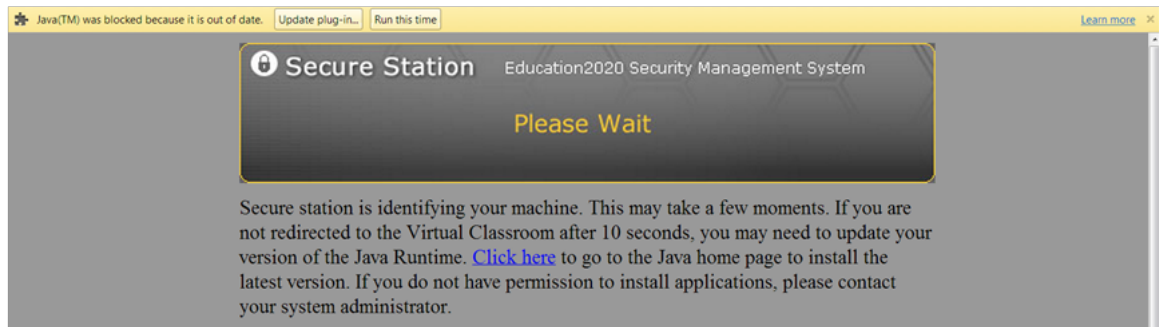 Java(TM) was blocked because it is out of date. Update plug-in... Run this time Learn more
Secure Station Education2020 Security Management System
Please Wait
Secure station is identifying your machine. This may take a few moments. If you are
not redirected to the Virtual Classroom after 10 seconds, you may need to update your
version of the Java Runtime. Click here to go to the Java home page to install the
latest version. If you do not have permission to install applications, please contact
your system administrator.